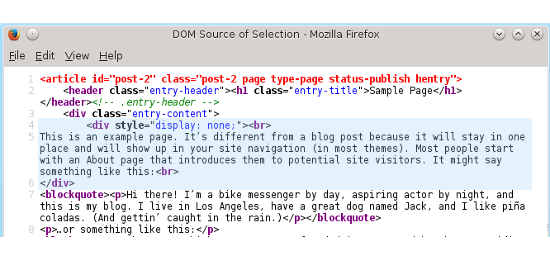 DOM Source of Selection - Mozilla Firefox
File Edit View Help
1 <article id="post-2" class="post-2 page type-page status-publish hentry">
2 <header class="entry-header"><h1 class="entry-title">Sample Page</h1>
</header><!-- .entry-header -->
3 <div class="entry-content">
4 <div style="display: none;"><br>
5 This is an example page. It’s different from a blog post because it will stay in one
place and will show up in your site navigation (in most themes). Most people start
with an About page that introduces them to potential site visitors. It might say
something like this:<br>
6 </div>
7 <blockquote><p>Hi there! I’m a bike messenger by day, aspiring actor by night, and
this is my blog. I live in Los Angeles, have a great dog named Jack, and I like piña
coladas. (And gettin’ caught in the rain.)</p></blockquote>
8 <p>…or something like this:</p>